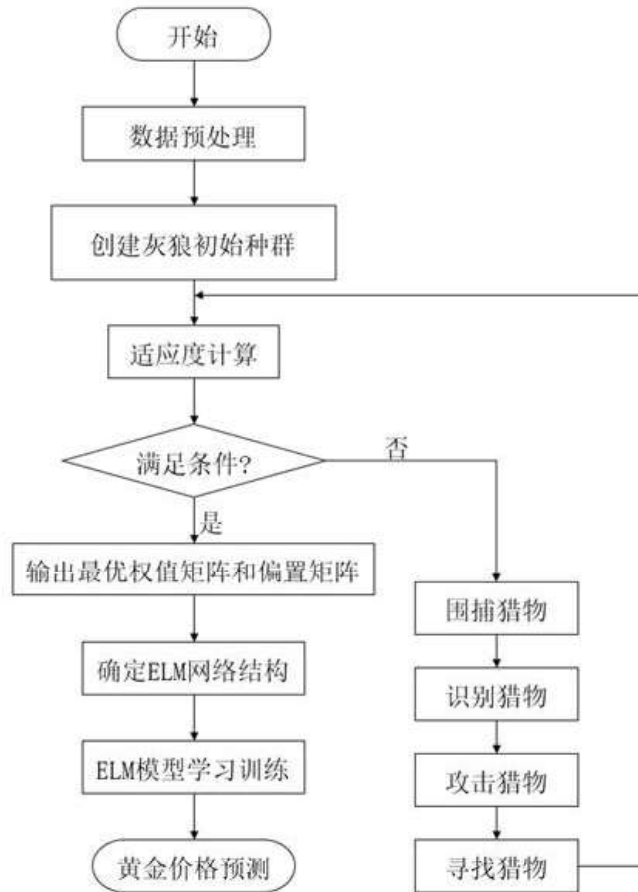 开始
数据预处理
创建灰狼初始种群
适应度计算
满足条件?
否
是
输出最优权值矩阵和偏置矩阵
确定ELM网络结构
ELM模型学习训练
黄金价格预测
围捕猎物
识别猎物
攻击猎物
寻找猎物